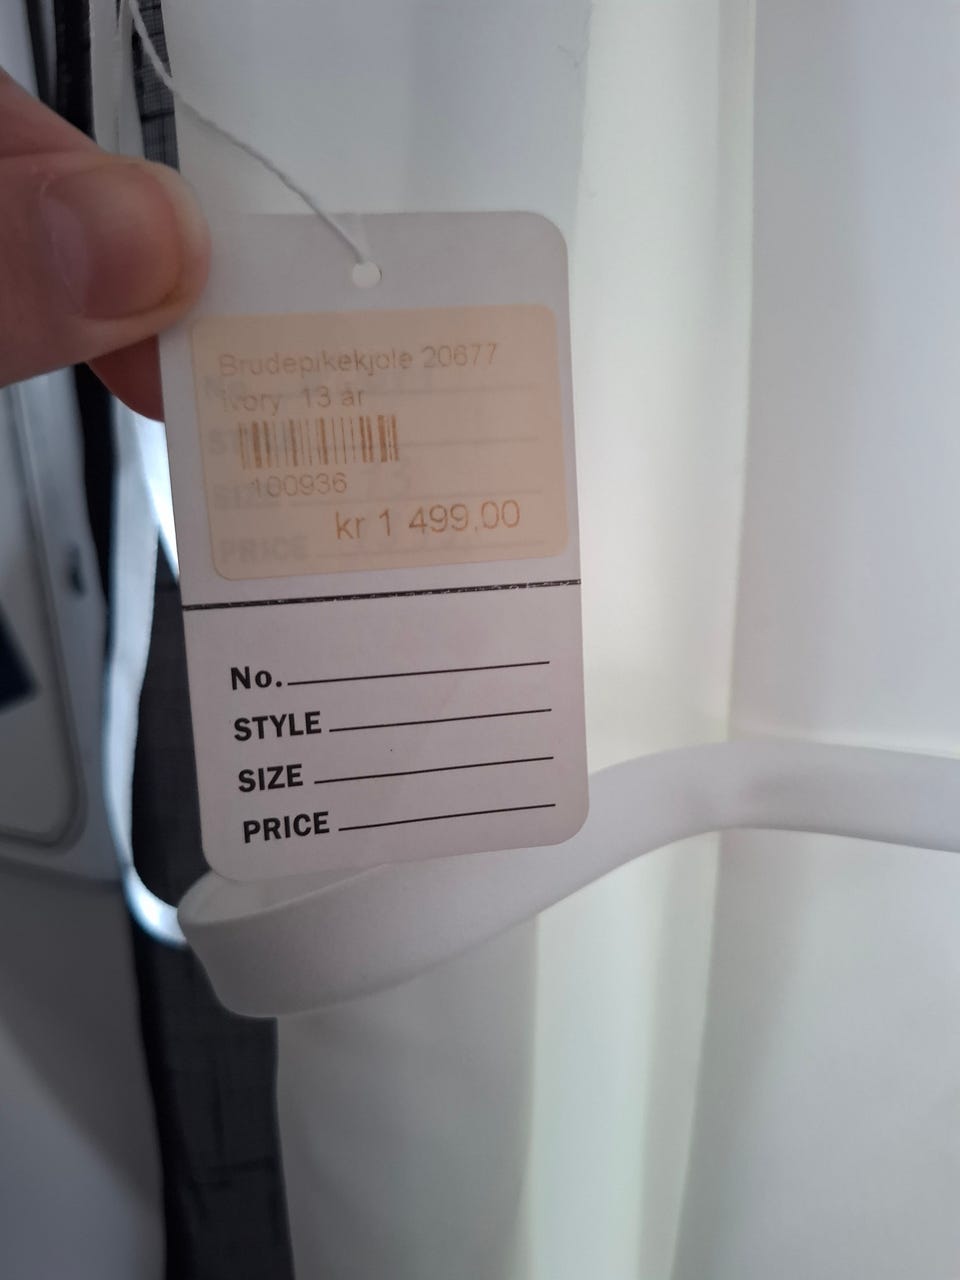 Brudepikekjole 20677
Ivory 13 år
100936
kr 1 499,00
No.
STYLE
SIZE
PRICE